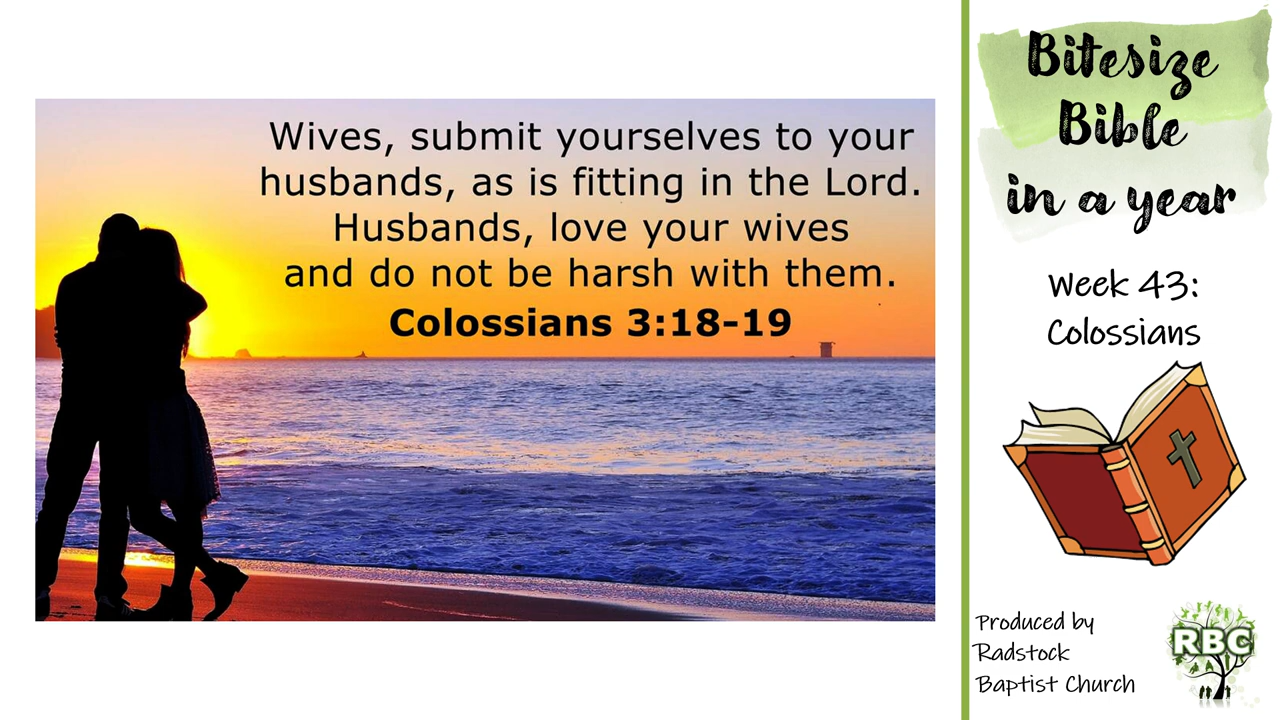 Wives, submit yourselves to your
husbands, as is fitting in the Lord.
Husbands, love your wives
and do not be harsh with them.
Colossians 3:18-19
Bitesize
Bible
in a year
Week 43:
Colossians
Produced by
Radstock
Baptist Church
RBC